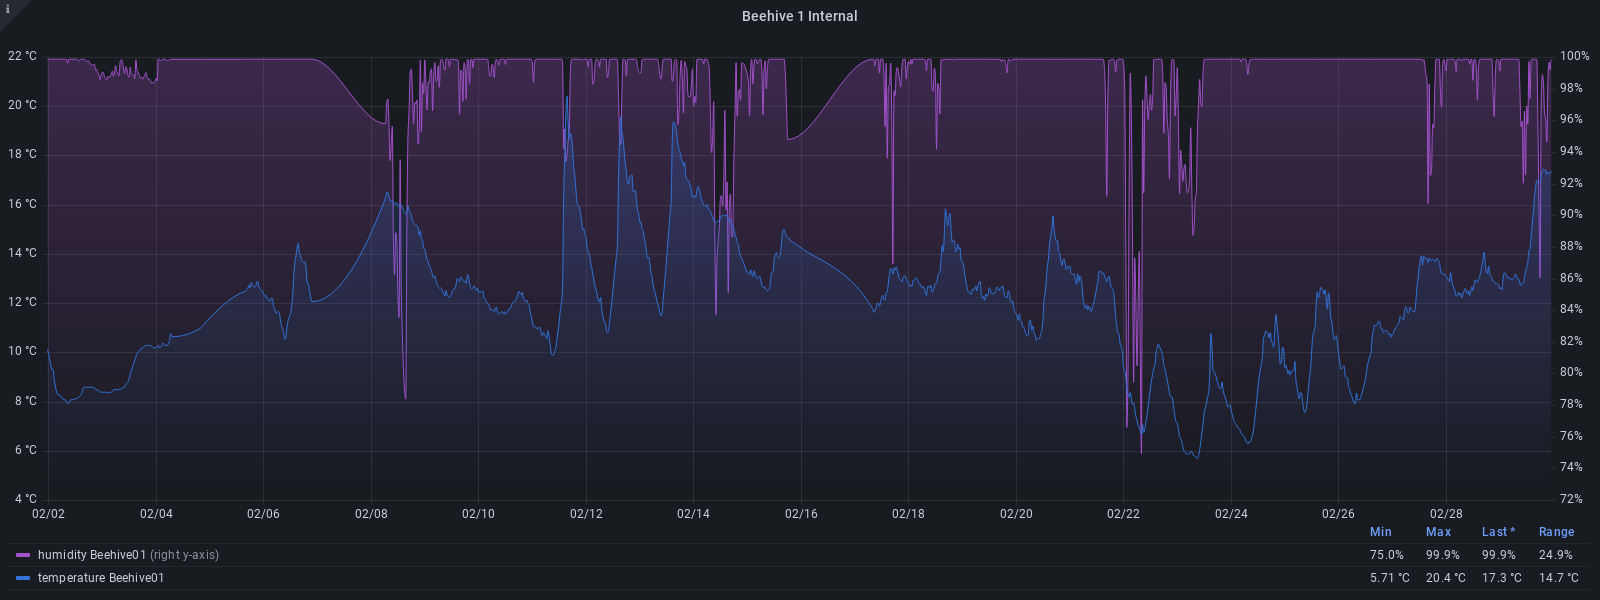 i
Beehive 1 Internal
22 °C
20 °C
18 °C
16 °C
14 °C
12 °C
10 °C
8 °C
6 °C
4 °C
100%
98%
96%
94%
92%
90%
88%
86%
84%
82%
80%
78%
76%
74%
72%
02/02 02/04 02/06 02/08 02/10 02/12 02/14 02/16 02/18 02/20 02/22 02/24 02/26 02/28
Min Max Last * Range
humidity Beehive01 (right y-axis) 75.0% 99.9% 99.9% 24.9%
temperature Beehive01 5.71 °C 20.4 °C 17.3 °C 14.7 °C